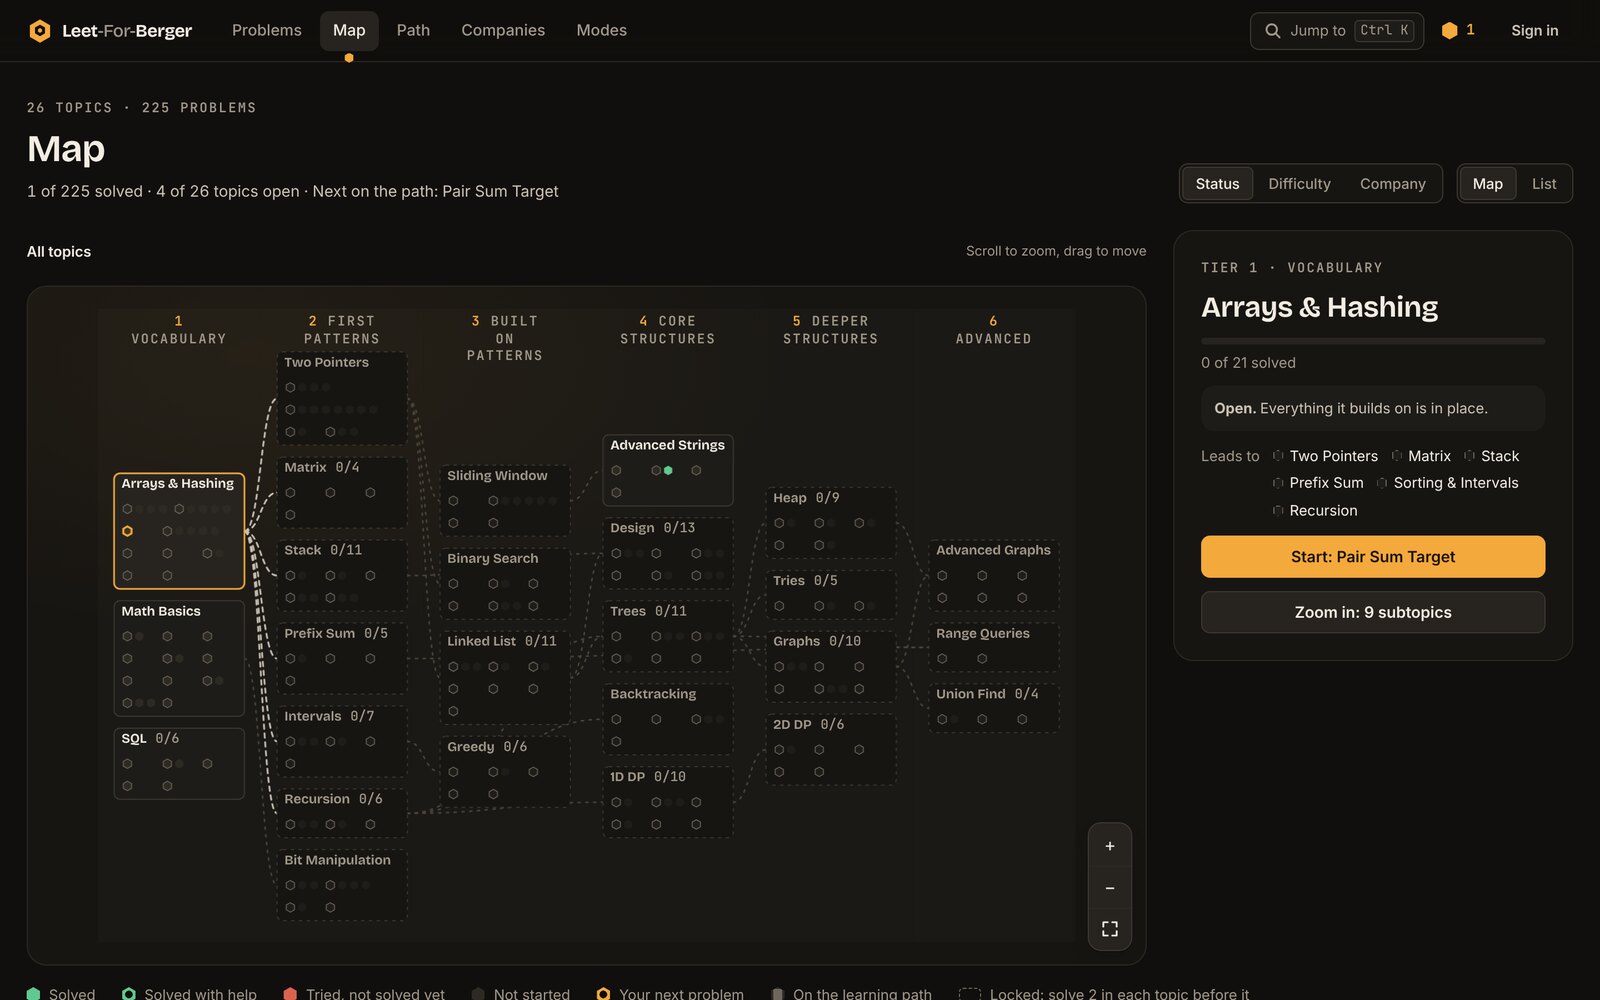 Leet-For-Berger
Problems
Map
Path
Companies
Modes
Jump to
Ctrl K
1
Sign in
26 TOPICS · 225 PROBLEMS
Map
1 of 225 solved · 4 of 26 topics open · Next on the path: Pair Sum Target
Status
Difficulty
Company
Map
List
All topics
Scroll to zoom, drag to move
1
VOCABULARY
2 FIRST
PATTERNS
3 BUILT
ON
PATTERNS
4 CORE
STRUCTURES
5 DEEPER
STRUCTURES
6
ADVANCED
Arrays & Hashing
Math Basics
SQL 0/6
Two Pointers
Matrix 0/4
Stack 0/11
Prefix Sum 0/5
Intervals 0/7
Recursion 0/6
Bit Manipulation
Sliding Window
Binary Search
Linked List 0/11
Greedy 0/6
Advanced Strings
Design 0/13
Trees 0/11
Backtracking
1D DP 0/10
Heap 0/9
Tries 0/5
Graphs 0/10
2D DP 0/6
Advanced Graphs
Range Queries
Union Find 0/4
+
−
TIER 1 · VOCABULARY
Arrays & Hashing
0 of 21 solved
Open. Everything it builds on is in place.
Leads to
Two Pointers
Matrix
Stack
Prefix Sum
Sorting & Intervals
Recursion
Start: Pair Sum Target
Zoom in: 9 subtopics
Solved
Solved with help
Tried, not solved yet
Not started
Your next problem
On the learning path
Locked: solve 2 in each topic before it